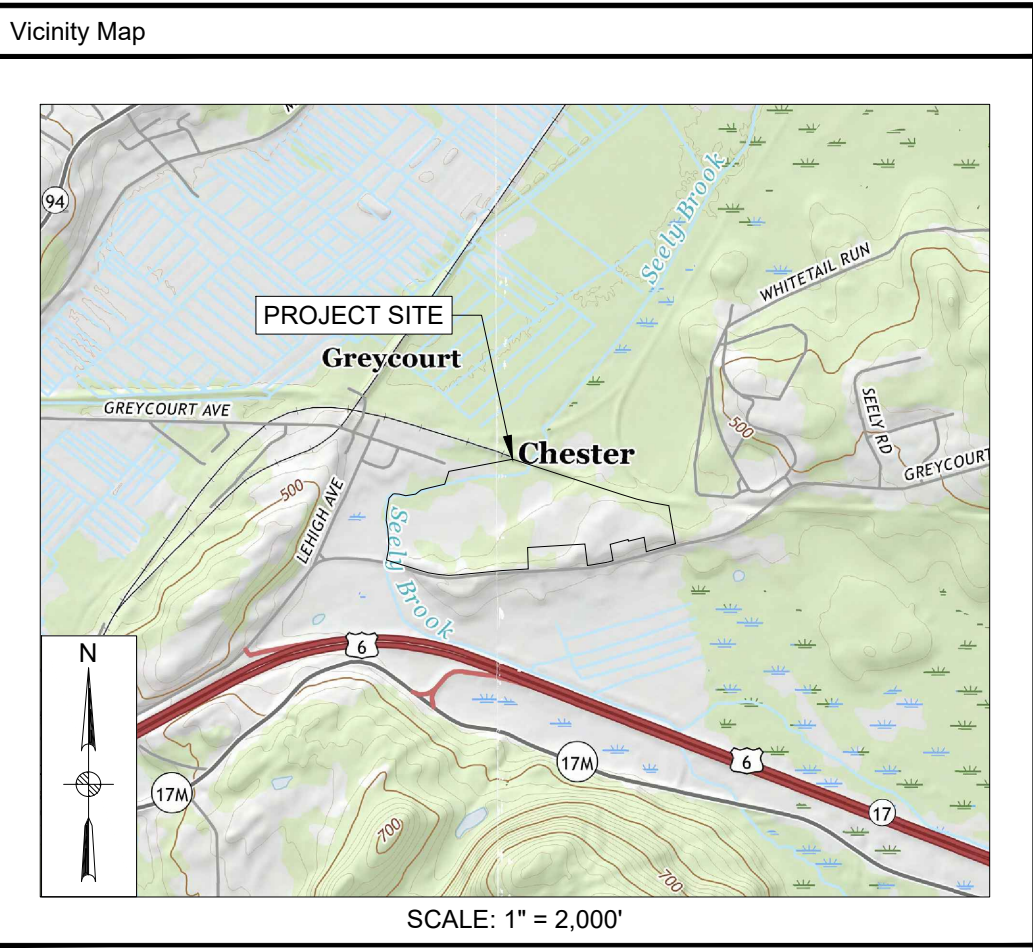 Vicinity Map
94
Seely Brook
WHITETAIL RUN
PROJECT SITE
Greycourt
GREYCOURT AVE
500
SEELY RD
Chester
GREYCOURT
500
LEHIGH AVE
Seely Brook
6
N
17M
6
17M
17
700
700
SCALE: 1" = 2,000'